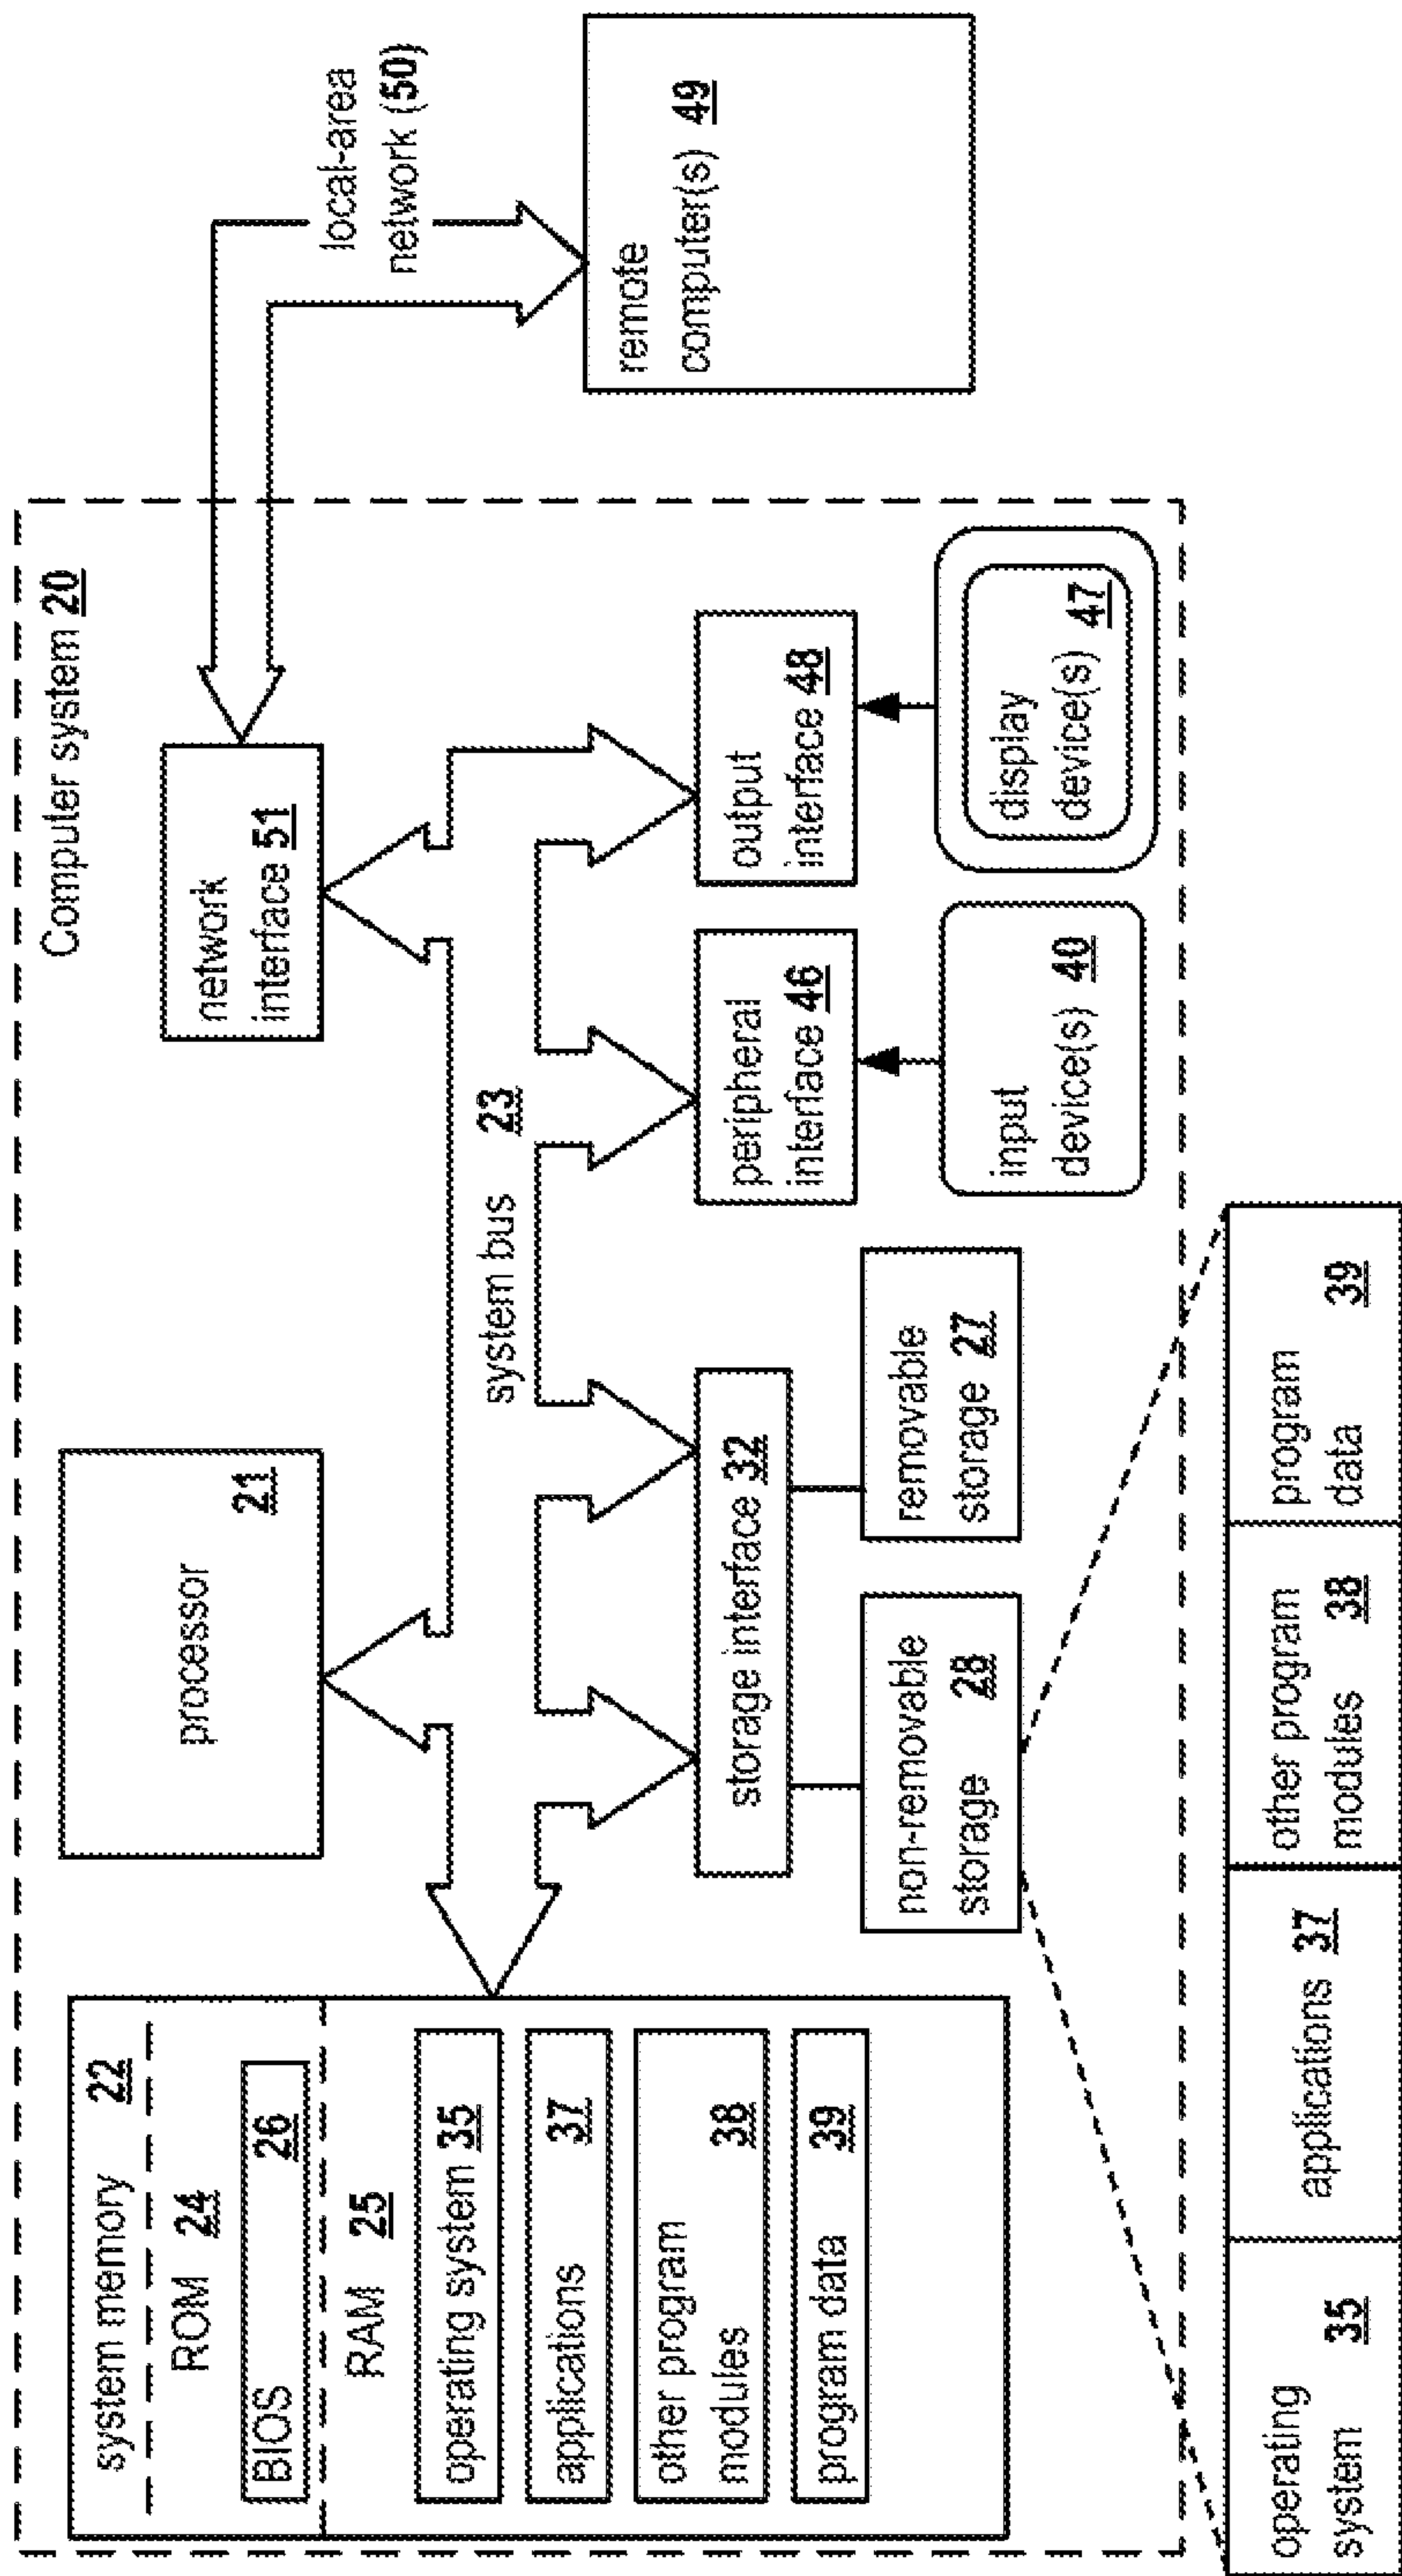 Computer system 20
system memory 22
ROM 24
BIOS 26
RAM 25
operating system 35
applications 37
other program
modules 38
program data 39
processor
21
network
interface 51
local-area
network (50)
system bus 23
storage interface 32
non-removable
storage 28
removable
storage 27
peripheral
interface 46
output
interface 48
input
device(s) 40
display
device(s) 47
remote
computer(s) 49
operating
system 35
applications 37
other program
modules 38
program
data 39